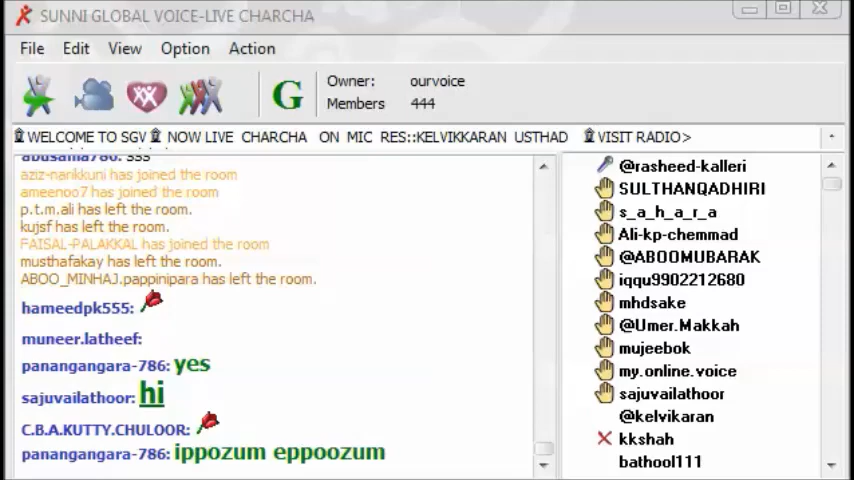 SUNNI GLOBAL VOICE-LIVE CHARCHA
File Edit View Option Action
G
Owner: ourvoice
Members 444
WELCOME TO SGV NOW LIVE CHARCHA ON MIC RES::KELVIKKARAN USTHAD VISIT RADIO>
abusama786: sss
aziz-narikkuni has joined the room
ameenoo7 has joined the room
p.t.m.ali has left the room.
kujsf has left the room.
FAISAL-PALAKKAL has joined the room
musthafakay has left the room.
ABOO_MINHAJ.pappinipara has left the room.
hameedpk555:
muneer.latheef:
panangangara-786: yes
sajuvailathoor: hi
C.B.A.KUTTY.CHULOOR:
panangangara-786: ippozum eppoozum
@rasheed-kalleri
SULTHANQADHIRI
s_a_h_a_r_a
Ali-kp-chemmad
@ABOOMUBARAK
iqqu9902212680
mhdsake
@Umer.Makkah
mujeebok
my.online.voice
sajuvailathoor
@kelvikaran
kkshah
bathool111